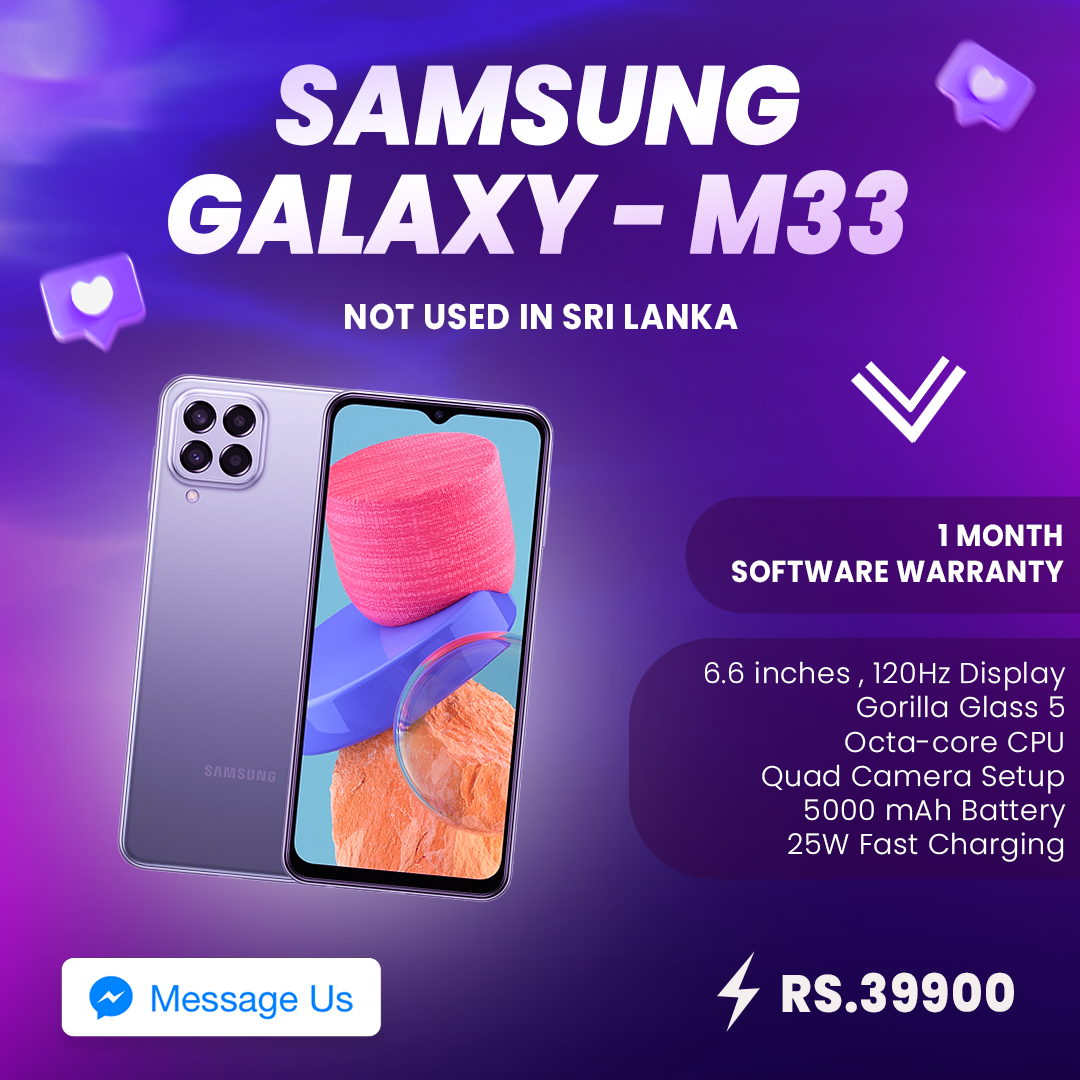 SAMSUNG
GALAXY - M33
NOT USED IN SRI LANKA
1 MONTH
SOFTWARE WARRANTY
6.6 inches , 120Hz Display
Gorilla Glass 5
Octa-core CPU
Quad Camera Setup
5000 mAh Battery
25W Fast Charging
SAMSUNG
Message Us
RS.39900